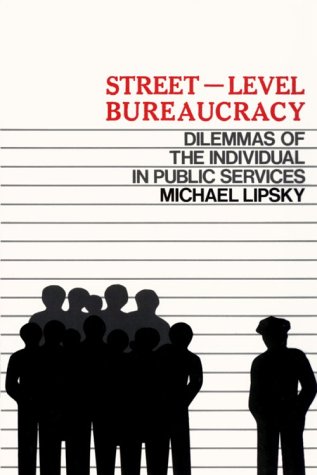 STREET—LEVEL
BUREAUCRACY
DILEMMAS OF
THE INDIVIDUAL
IN PUBLIC SERVICES
MICHAEL LIPSKY